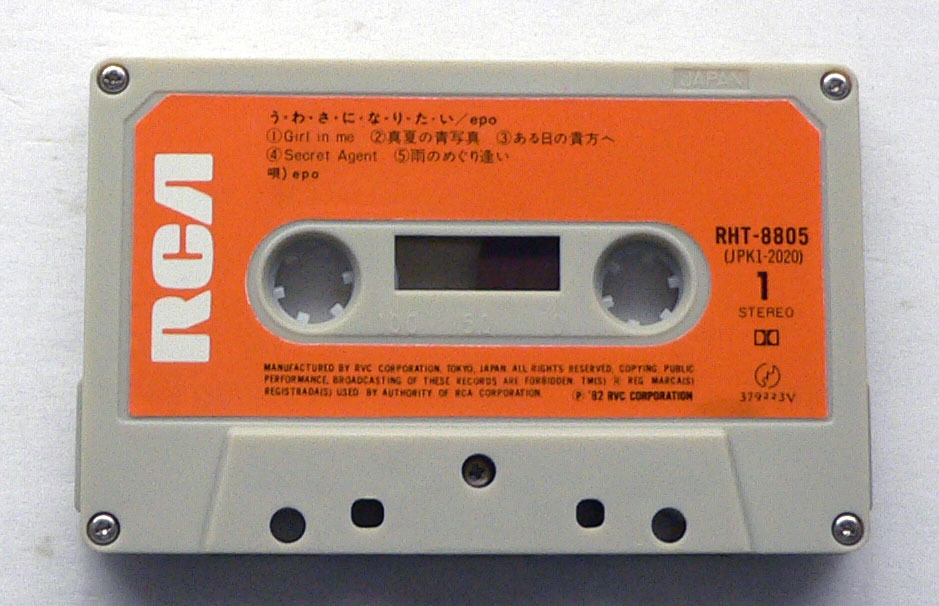 JAPAN
う・わ・さ・に・な・り・た・い／epo
①Girl in me ②真夏の青写真 ③ある日の貴方へ
④Secret Agent ⑤雨のめぐり逢い
唄）epo
RCA
RHT-8805
(JPK1-2020)
1
STEREO
100 50 0
MANUFACTURED BY RVC CORPORATION, TOKYO, JAPAN. ALL RIGHTS RESERVED, COPYING, PUBLIC
PERFORMANCE, BROADCASTING OF THESE RECORDS ARE FORBIDDEN. TM(S) ® REG. MARCA(S)
REGISTRADA(S) USED BY AUTHORITY OF RCA CORPORATION. Ⓟ '82 RVC CORPORATION